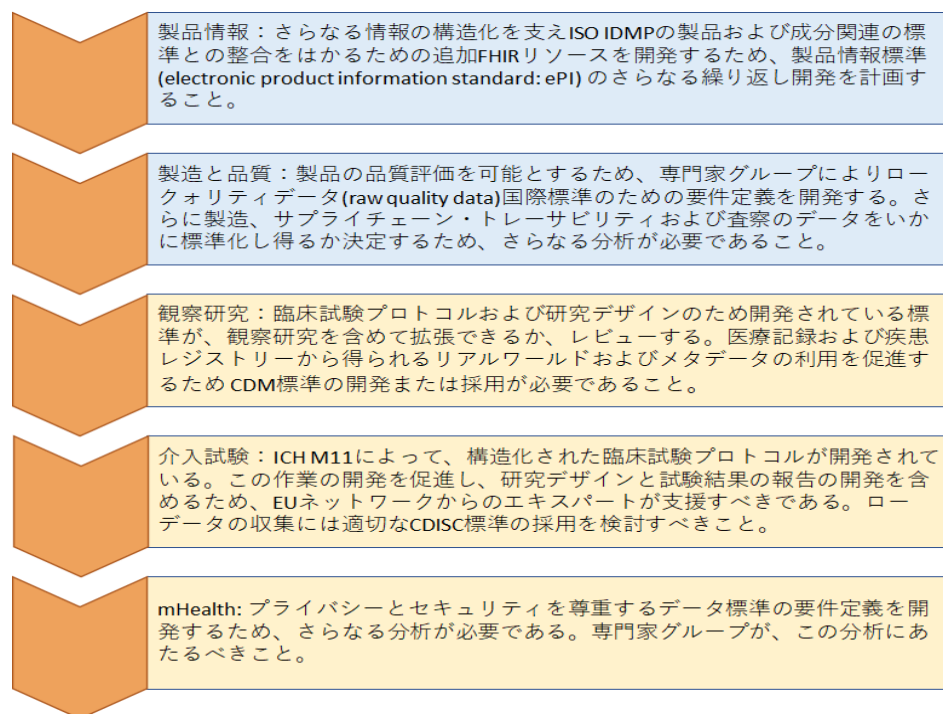 製品情報：さらなる情報の構造化を支えISO IDMPの製品および成分関連の標
準との整合をはかるための追加FHIRリソースを開発するため、製品情報標準
(electronic product information standard: ePI) のさらなる繰り返し開発を計画す
ること。
製造と品質：製品の品質評価を可能とするため、専門家グループによりロー
クォリティデータ(raw quality data)国際標準のための要件定義を開発する。さ
らに製造、サプライチェーン・トレーサビリティおよび査察のデータをいか
に標準化し得るか決定するため、さらなる分析が必要であること。
観察研究：臨床試験プロトコルおよび研究デザインのため開発されている標
準が、観察研究を含めて拡張できるか、レビューする。医療記録および疾患
レジストリーから得られるリアルワールドおよびメタデータの利用を促進す
るため CDM標準の開発または採用が必要であること。
介入試験：ICH M11によって、構造化された臨床試験プロトコルが開発されて
いる。この作業の開発を促進し、研究デザインと試験結果の報告の開発を含
めるため、EUネットワークからのエキスパートが支援すべきである。ロー
データの収集には適切なCDISC標準の採用を検討すべきこと。
mHealth: プライバシーとセキュリティを尊重するデータ標準の要件定義を開
発するため、さらなる分析が必要である。専門家グループが、この分析にあ
たるべきこと。